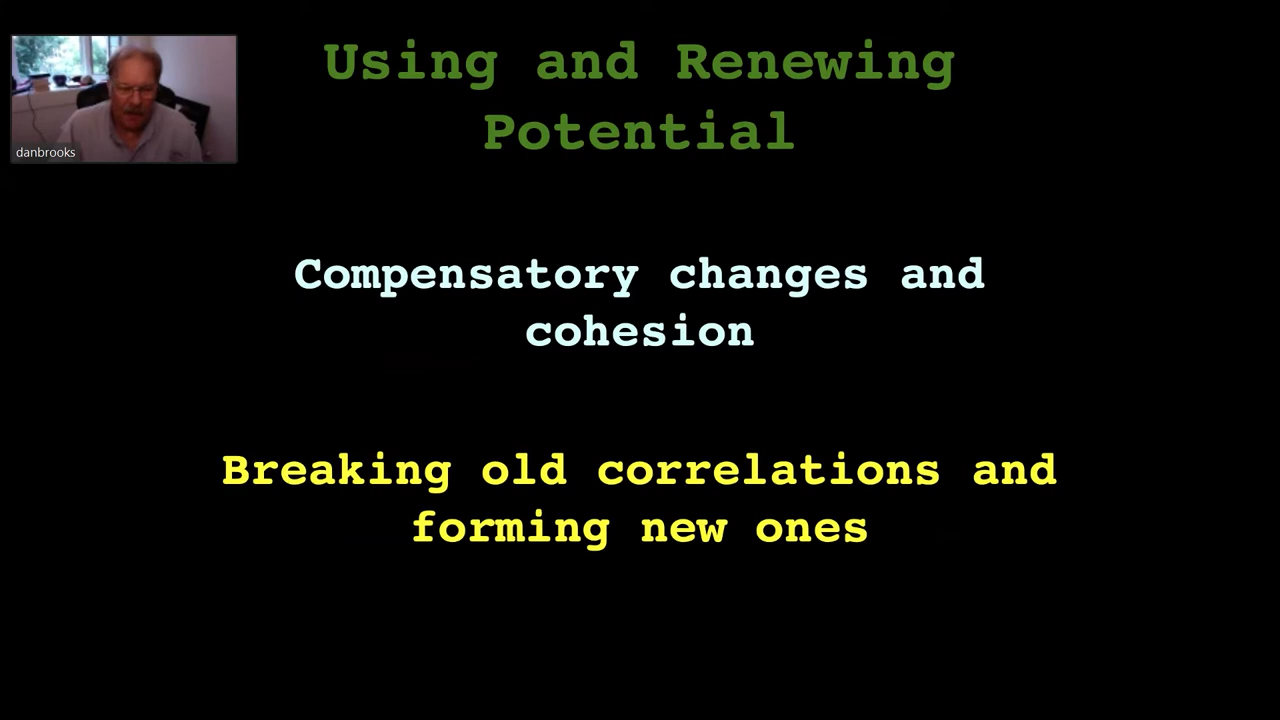 Using and Renewing
Potential
danbrooks
Compensatory changes and
cohesion
Breaking old correlations and
forming new ones